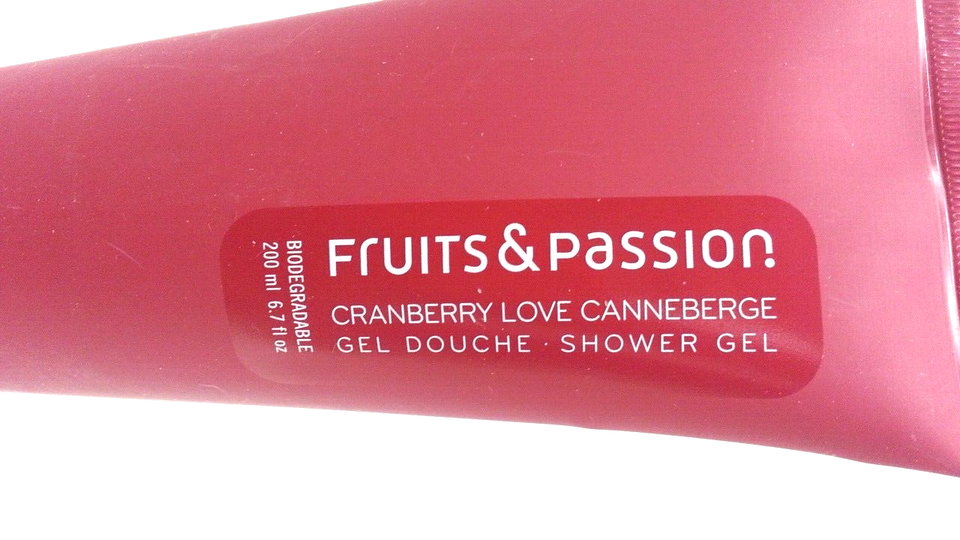 FRUITS & PASSION.
CRANBERRY LOVE CANNEBERGE
GEL DOUCHE · SHOWER GEL
BIODEGRADABLE
200 ml 6.7 fl oz